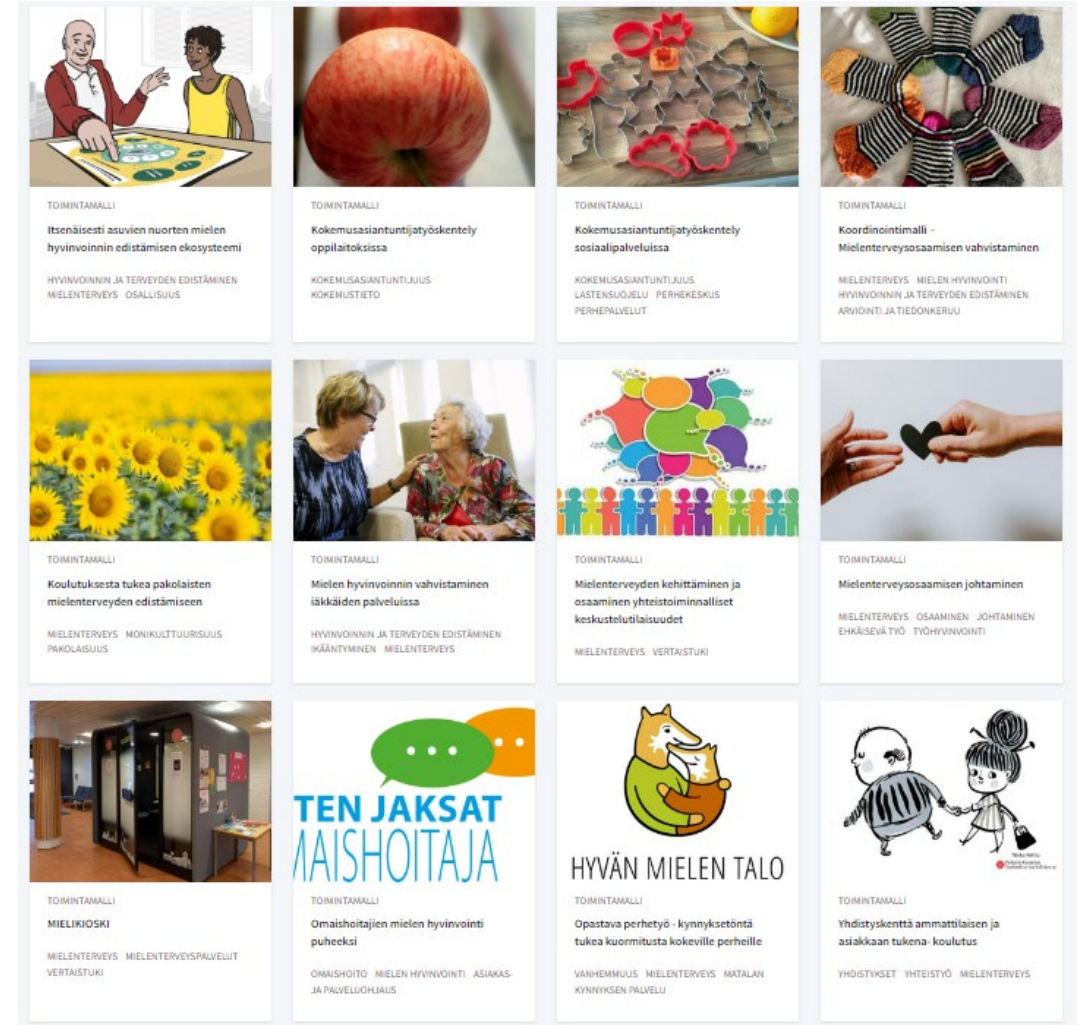 TOIMINTAMALLI
Itsenäisesti asuvien nuorten mielen
hyvinvoinnin edistämisen ekosysteemi
HYVINVOINNIN JA TERVEYDEN EDISTÄMINEN
MIELENTERVEYS OSALLISUUS
TOIMINTAMALLI
Kokemusasiantuntijatyöskentely
oppilaitoksissa
KOKEMUSASIANTUNTIJUUS
KOKEMUSTIETO
TOIMINTAMALLI
Kokemusasiantuntijatyöskentely
sosiaalipalveluissa
KOKEMUSASIANTUNTIJUUS
LASTENSUOJELU PERHEKESKUS
PERHEPALVELUT
TOIMINTAMALLI
Koordinointimalli –
Mielenterveysosaamisen vahvistaminen
MIELENTERVEYS MIELEN HYVINVOINTI
HYVINVOINNIN JA TERVEYDEN EDISTÄMINEN
ARVIOINTI JA TIEDONKERUU
TOIMINTAMALLI
Koulutuksesta tukea pakolaisten
mielenterveyden edistämiseen
MIELENTERVEYS MONIKULTTUURISUUS
PAKOLAISUUS
TOIMINTAMALLI
Mielen hyvinvoinnin vahvistaminen
iäkkäiden palveluissa
HYVINVOINNIN JA TERVEYDEN EDISTÄMINEN
IKÄÄNTYMINEN MIELENTERVEYS
TOIMINTAMALLI
Mielenterveyden kehittäminen ja
osaaminen yhteistoiminnalliset
keskustelutilaisuudet
MIELENTERVEYS VERTAISTUKI
TOIMINTAMALLI
Mielenterveysosaamisen johtaminen
MIELENTERVEYS OSAAMINEN JOHTAMINEN
EHKÄISEVÄ TYÖ TYÖHYVINVOINTI
TOIMINTAMALLI
MIELIKIOSKI
MIELENTERVEYS MIELENTERVEYSPALVELUT
VERTAISTUKI
TEN JAKSAT
MAISHOITAJA
TOIMINTAMALLI
Omaishoitajien mielen hyvinvointi
puheeksi
OMAISHOITO MIELEN HYVINVOINTI ASIAKAS-
JA PALVELUOHJAUS
HYVÄN MIELEN TALO
TOIMINTAMALLI
Opastava perhetyö - kynnyksetöntä
tukea kuormitusta kokeville perheille
VANHEMMUUS MIELENTERVEYS MATALAN
KYNNYKSEN PALVELU
TOIMINTAMALLI
Yhdistyskenttä ammattilaisen ja
asiakkaan tukena- koulutus
YHDISTYKSET YHTEISTYÖ MIELENTERVEYS